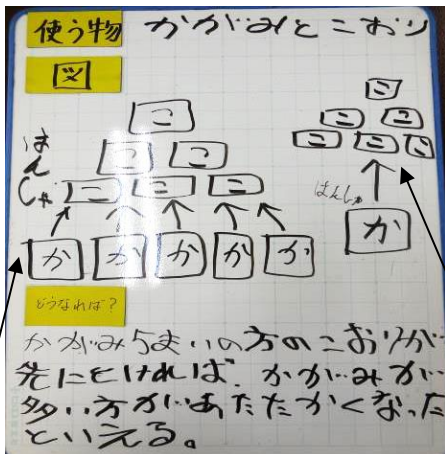 使う物 かがみとこおり
図
こ
こ こ
こ こ こ
はんしゃ
か か か か か
こ
こ こ
こ こ こ
はんしゃ
か
どうなれば?
かがみ5まいの方のこおりが
先にとければ、かがみが
多い方があたたかくなった
といえる。